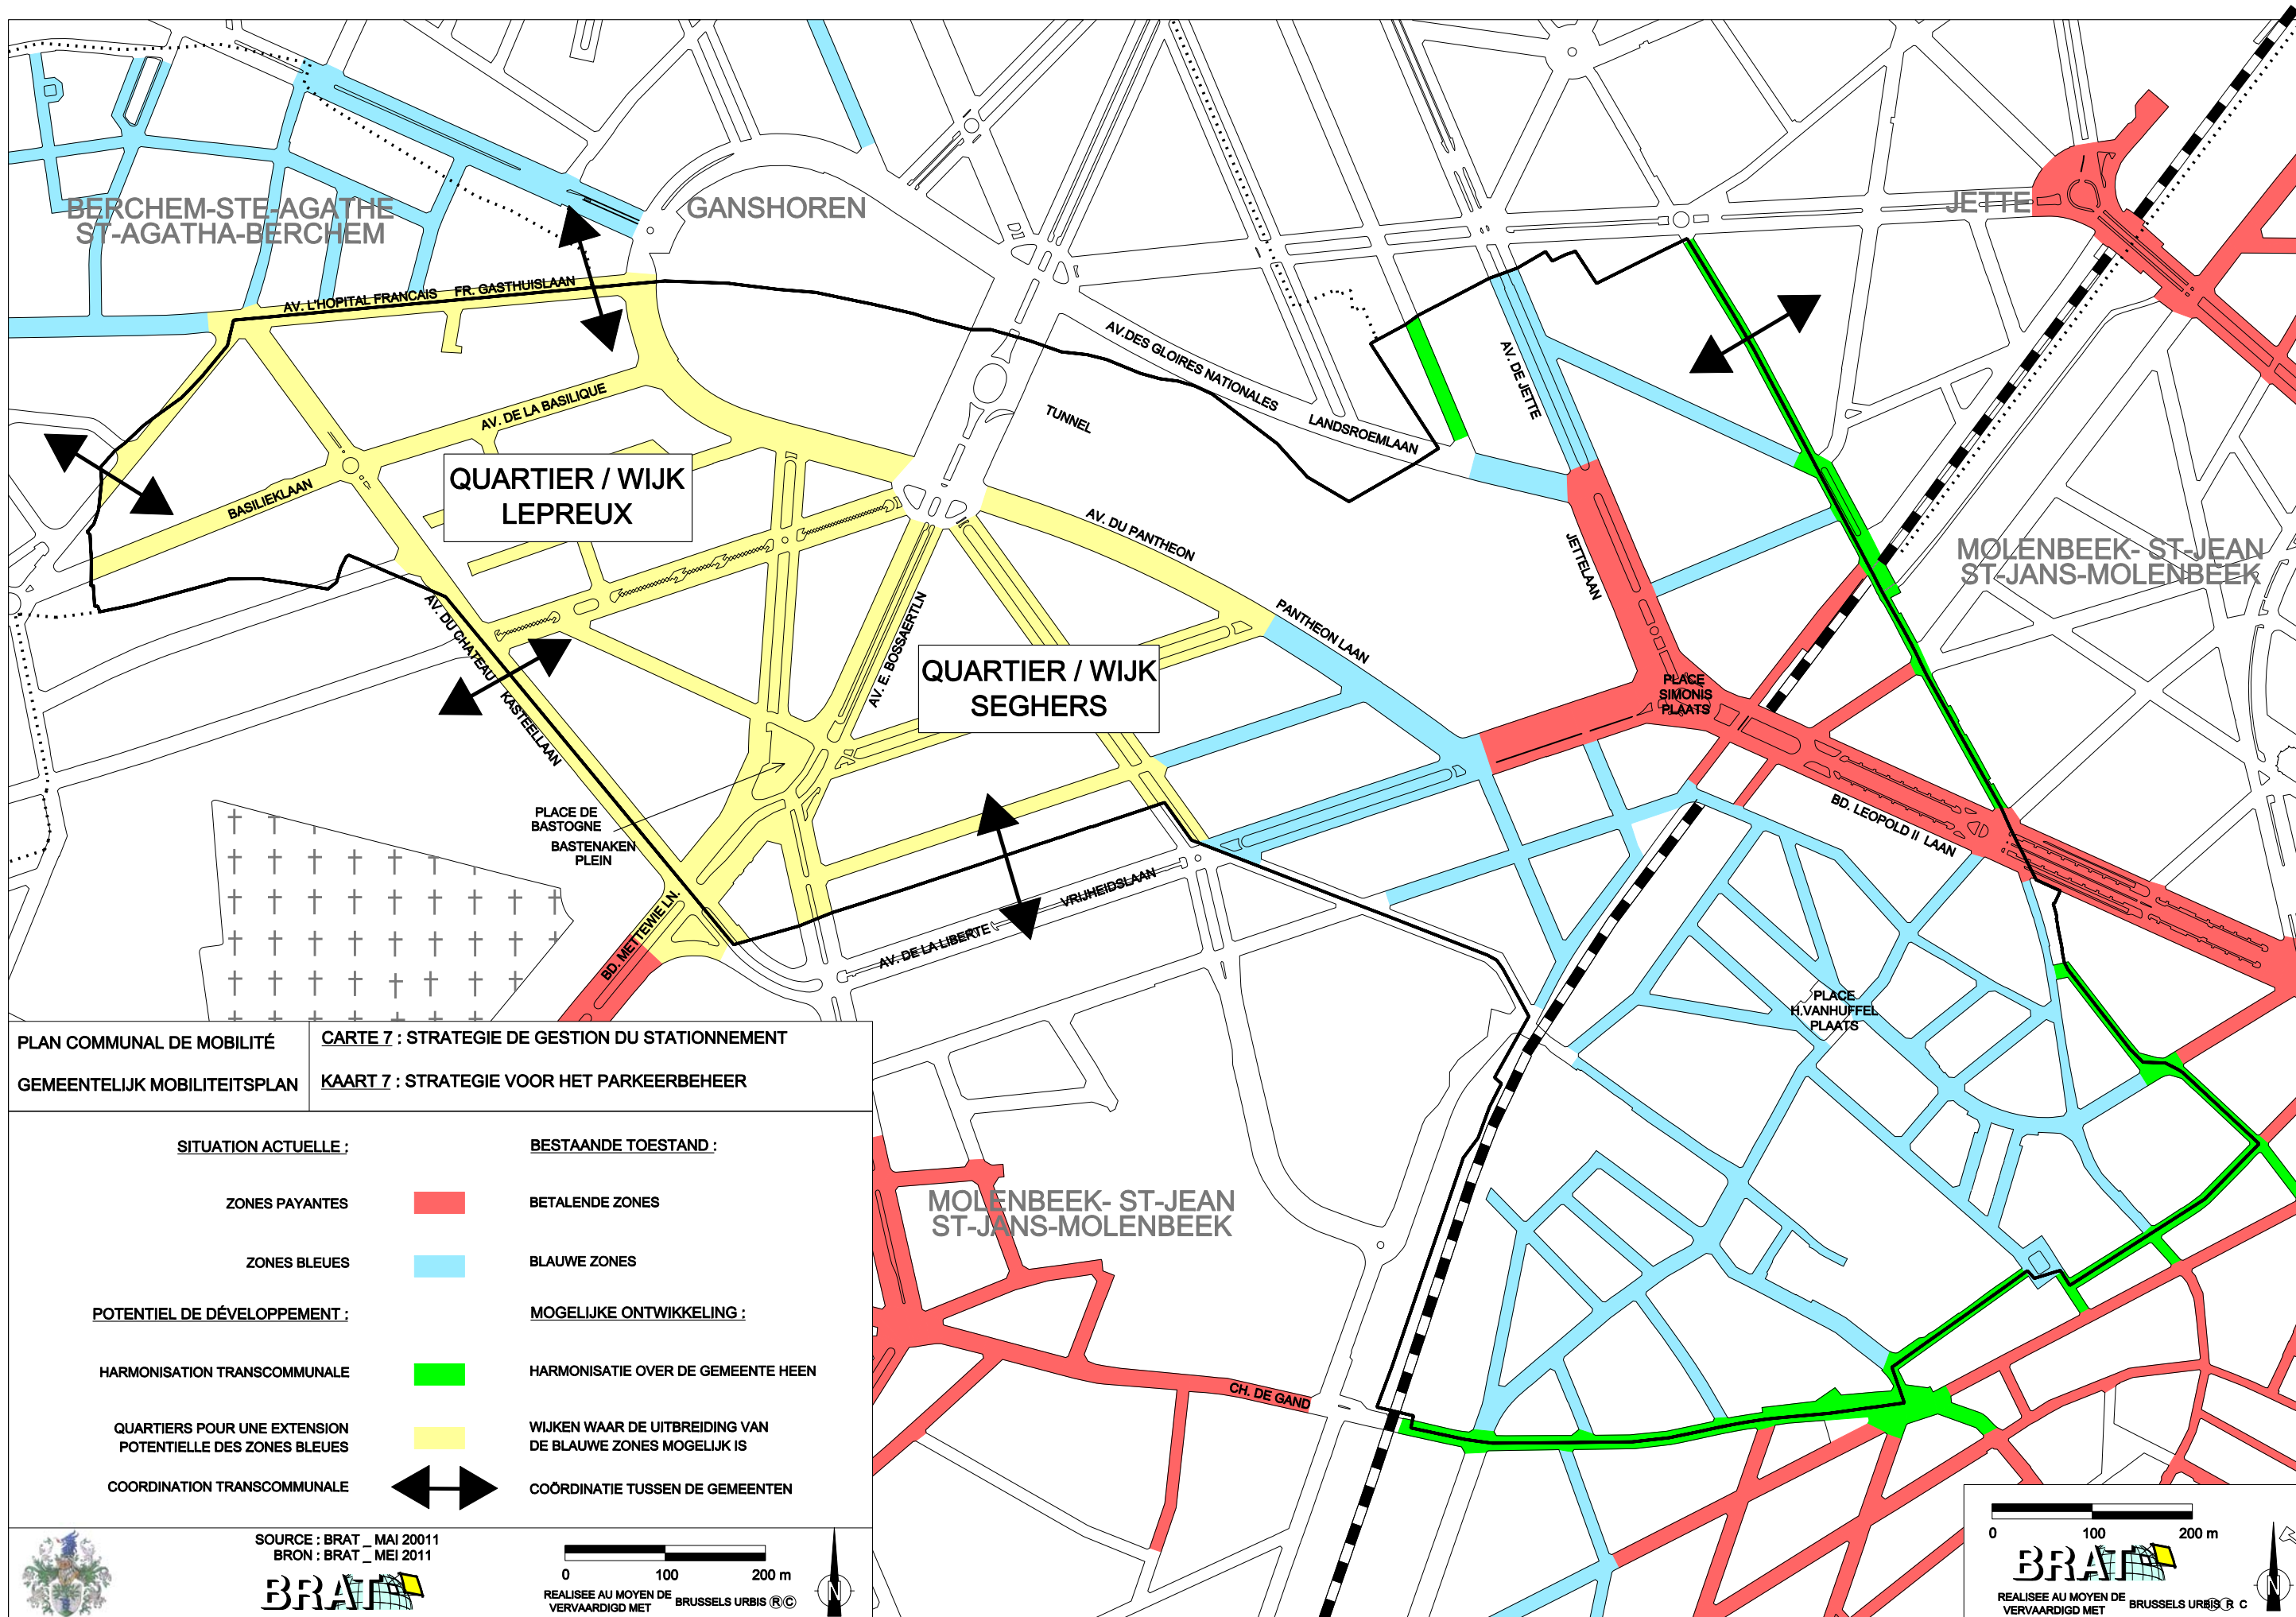 BERCHEM-STE-AGATHE
ST-AGATHA-BERCHEM
GANSHOREN
JETTE
AV. L'HOPITAL FRANCAIS FR. GASTHUISLAAN
AV.DES GLOIRES NATIONALES
LANDSROEMLAAN
AV. DE JETTE
TUNNEL
AV. DE LA BASILIQUE
BASILIEKLAAN
QUARTIER / WIJK
LEPREUX
AV. DU PANTHEON
PANTHEON LAAN
JETTELAAN
MOLENBEEK- ST-JEAN
ST-JANS-MOLENBEEK
AV. DU CHATEAU
KASTEELLAAN
AV. E. BOSSAERTLN
QUARTIER / WIJK
SEGHERS
PLACE
SIMONIS
PLAATS
PLACE DE
BASTOGNE
BASTENAKEN
PLEIN
BD. LEOPOLD II LAAN
BD. METTEWIE LN.
AV. DE LA LIBERTE
VRIJHEIDSLAAN
PLACE
H.VANHUFFEL
PLAATS
MOLENBEEK- ST-JEAN
ST-JANS-MOLENBEEK
CH. DE GAND
PLAN COMMUNAL DE MOBILITÉ
GEMEENTELIJK MOBILITEITSPLAN
CARTE 7 : STRATEGIE DE GESTION DU STATIONNEMENT
KAART 7 : STRATEGIE VOOR HET PARKEERBEHEER
SITUATION ACTUELLE :
BESTAANDE TOESTAND :
ZONES PAYANTES
BETALENDE ZONES
ZONES BLEUES
BLAUWE ZONES
POTENTIEL DE DÉVELOPPEMENT :
MOGELIJKE ONTWIKKELING :
HARMONISATION TRANSCOMMUNALE
HARMONISATIE OVER DE GEMEENTE HEEN
QUARTIERS POUR UNE EXTENSION
POTENTIELLE DES ZONES BLEUES
WIJKEN WAAR DE UITBREIDING VAN
DE BLAUWE ZONES MOGELIJK IS
COORDINATION TRANSCOMMUNALE
COÖRDINATIE TUSSEN DE GEMEENTEN
SOURCE : BRAT _ MAI 20011
BRON : BRAT _ MEI 2011
BRAT
0 100 200 m
REALISEE AU MOYEN DE
VERVAARDIGD MET
BRUSSELS URBIS ® ©
N
0 100 200 m
BRAT
REALISEE AU MOYEN DE
VERVAARDIGD MET
BRUSSELS URBIS R C
N